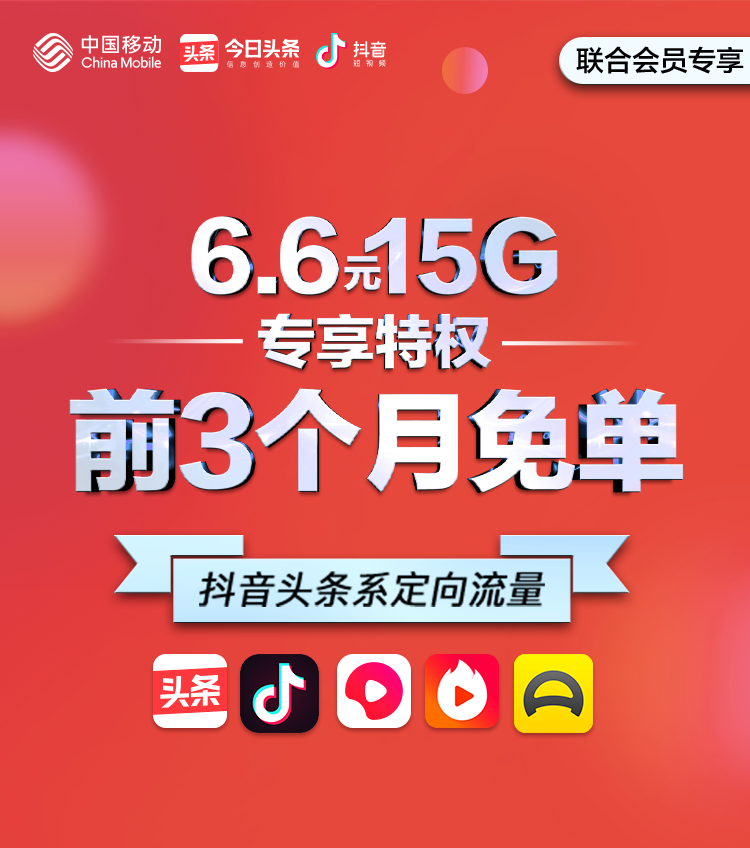 中国移动
China Mobile
头条
今日头条
信息创造价值
抖音
短视频
联合会员专享
6.6元15G
专享特权
前3个月免单
抖音头条系定向流量
头条